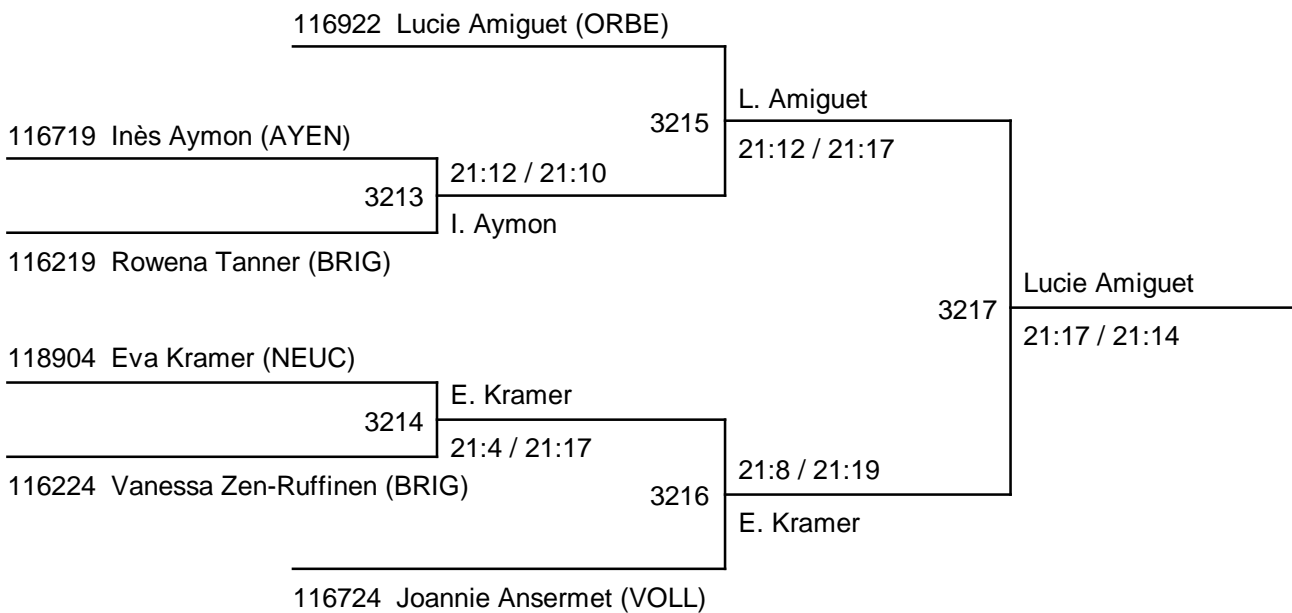 116922 Lucie Amiguet (ORBE)
L. Amiguet
3215
116719 Inès Aymon (AYEN)
21:12 / 21:17
21:12 / 21:10
3213
I. Aymon
116219 Rowena Tanner (BRIG)
Lucie Amiguet
3217
21:17 / 21:14
118904 Eva Kramer (NEUC)
E. Kramer
3214
21:4 / 21:17
21:8 / 21:19
116224 Vanessa Zen-Ruffinen (BRIG)
3216
E. Kramer
116724 Joannie Ansermet (VOLL)